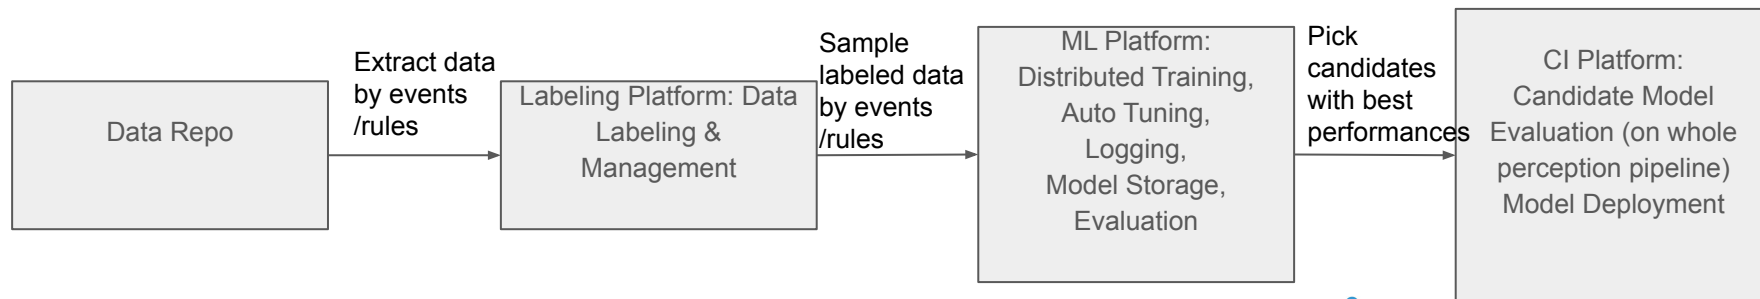 Data Repo
Extract data
by events
/rules
Labeling Platform: Data
Labeling &
Management
Sample
labeled data
by events
/rules
ML Platform:
Distributed Training,
Auto Tuning,
Logging,
Model Storage,
Evaluation
Pick
candidates
with best
performances
CI Platform:
Candidate Model
Evaluation (on whole
perception pipeline)
Model Deployment